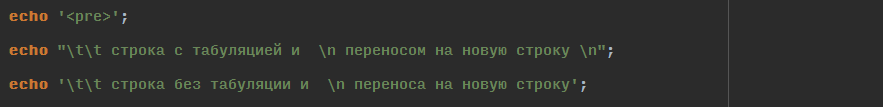 echo '<pre>';
echo "\t\t строка с табуляцией и  \n переносом на новую строку \n";
echo '\t\t строка без табуляции и  \n переноса на новую строку';